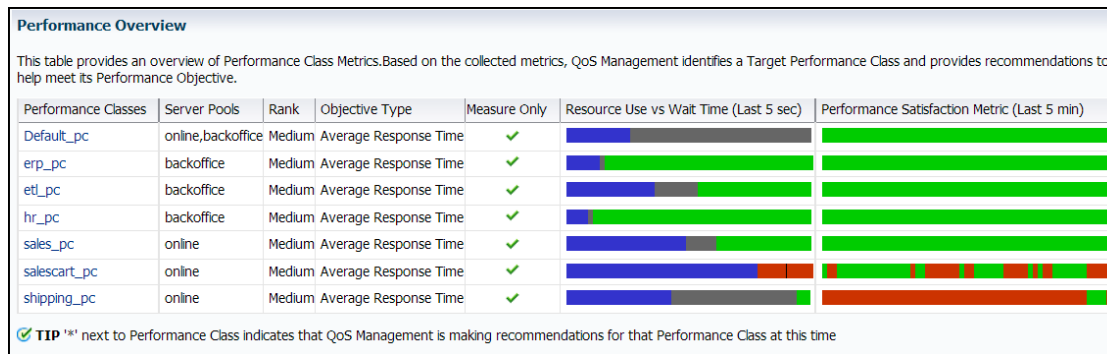 Performance Overview
This table provides an overview of Performance Class Metrics.Based on the collected metrics, QoS Management identifies a Target Performance Class and provides recommendations to
help meet its Performance Objective.
Performance Classes Server Pools Rank Objective Type Measure Only Resource Use vs Wait Time (Last 5 sec) Performance Satisfaction Metric (Last 5 min)
Default_pc online,backoffice Medium Average Response Time
erp_pc backoffice Medium Average Response Time
etl_pc backoffice Medium Average Response Time
hr_pc backoffice Medium Average Response Time
sales_pc online Medium Average Response Time
salescart_pc online Medium Average Response Time
shipping_pc online Medium Average Response Time
TIP '*' next to Performance Class indicates that QoS Management is making recommendations for that Performance Class at this time